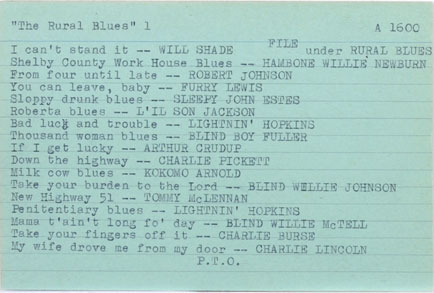 "The Rural Blues" 1 A 1600
I can't stand it -- WILL SHADE FILE under RURAL BLUES
Shelby County Work House Blues -- HAMBONE WILLIE NEWBURN
From four until late -- ROBERT JOHNSON
You can leave, baby -- FURRY LEWIS
Sloppy drunk blues -- SLEEPY JOHN ESTES
Roberta blues -- L'IL SON JACKSON
Bad luck and trouble -- LIGHTNIN' HOPKINS
Thousand woman blues -- BLIND BOY FULLER
If I get lucky -- ARTHUR CRUDUP
Down the highway -- CHARLIE PICKETT
Milk cow blues -- KOKOMO ARNOLD
Take your burden to the Lord -- BLIND WILLIE JOHNSON
New Highway 51 -- TOMMY McLENNAN
Penitentiary blues -- LIGHTNIN' HOPKINS
Mama t'ain't long fo' day -- BLIND WILLIE McTELL
Take your fingers off it -- CHARLIE BURSE
My wife drove me from my door -- CHARLIE LINCOLN
P.T.O.